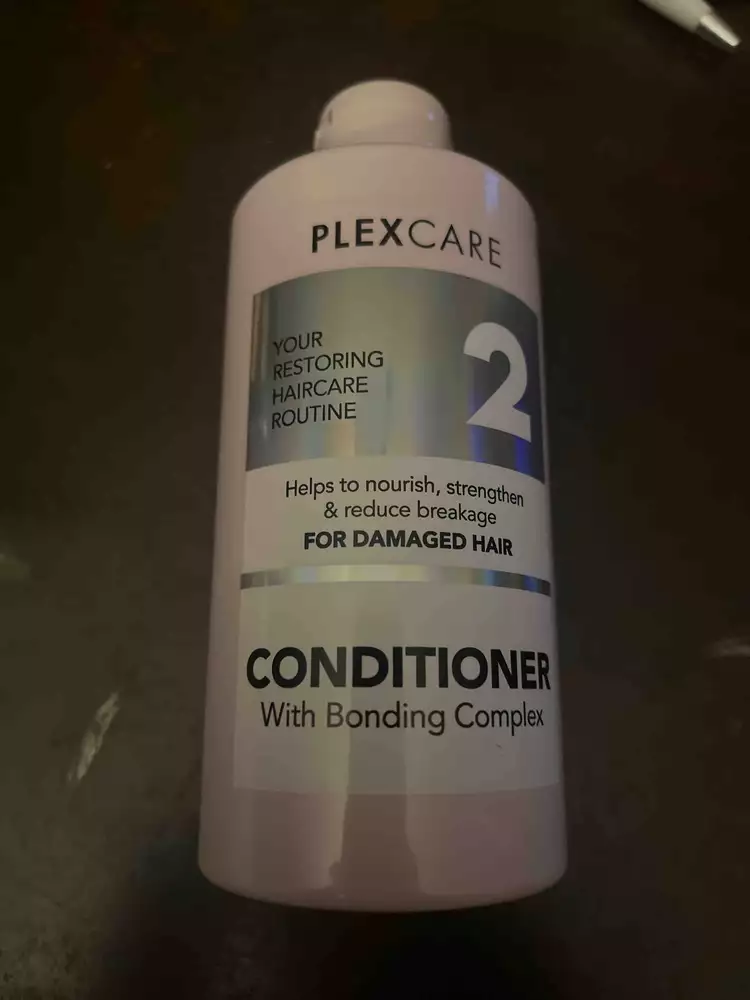 PLEXCARE
YOUR
RESTORING
HAIRCARE
ROUTINE
2
Helps to nourish, strengthen
& reduce breakage
FOR DAMAGED HAIR
CONDITIONER
With Bonding Complex